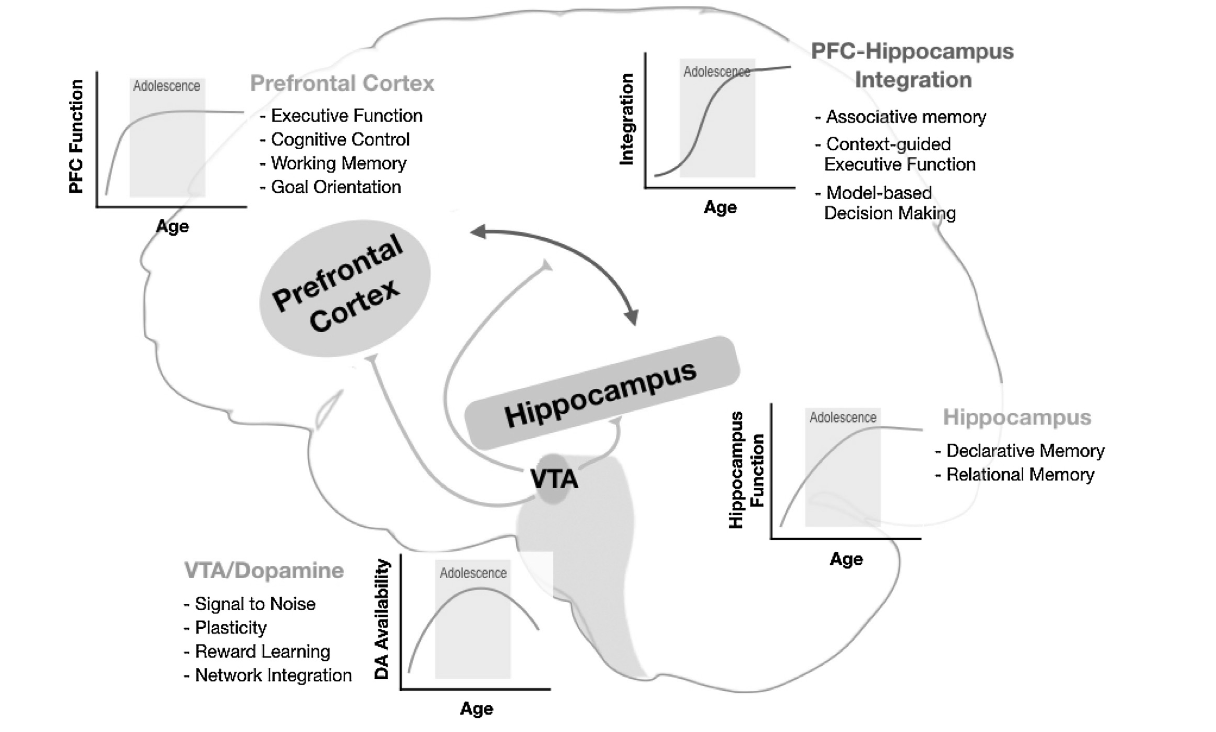 PFC Function
Adolescence
Age
Prefrontal Cortex
- Executive Function
- Cognitive Control
- Working Memory
- Goal Orientation
Integration
Adolescence
Age
PFC-Hippocampus
Integration
- Associative memory
- Context-guided
Executive Function
- Model-based
Decision Making
Prefrontal
Cortex
Hippocampus
VTA
Hippocampus
Function
Adolescence
Age
Hippocampus
- Declarative Memory
- Relational Memory
VTA/Dopamine
- Signal to Noise
- Plasticity
- Reward Learning
- Network Integration
DA Availability
Adolescence
Age